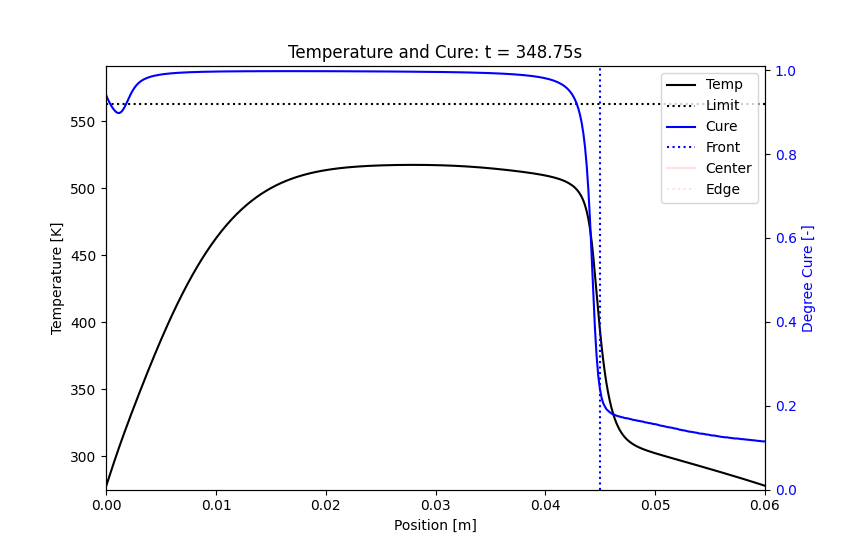 Temperature and Cure: t = 348.75s
Temperature [K]
550
500
450
400
350
300
Temp
Limit
Cure
Front
Center
Edge
1.0
0.8
0.6
0.4
0.2
0.0
Degree Cure [-]
0.00 0.01 0.02 0.03 0.04 0.05 0.06
Position [m]